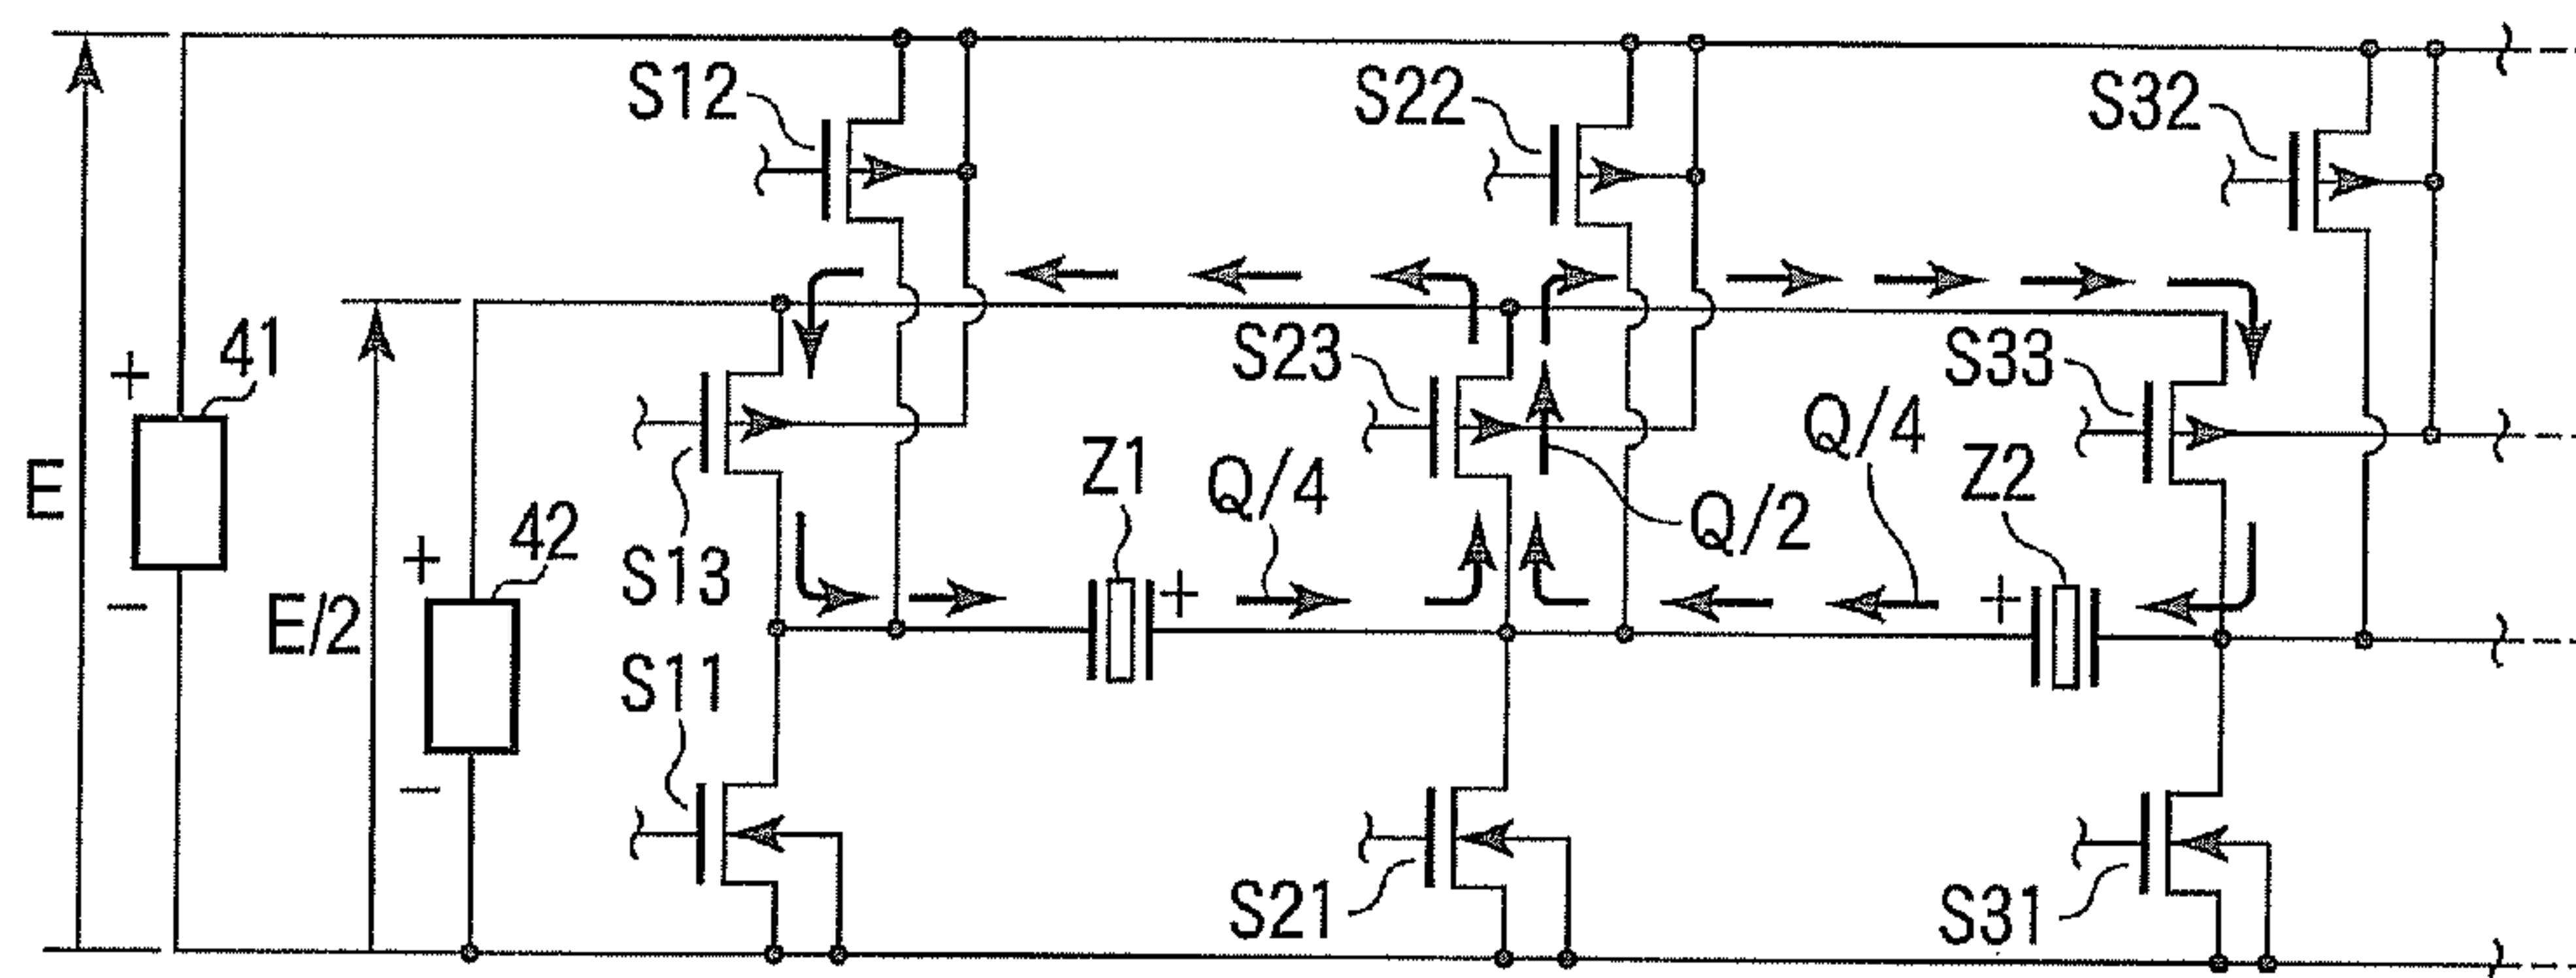 S12
S22
S32
+
41
S23
S33
E
Z1
Q/4
Q/4
Z2
+
42
Q/2
−
S13
+
+
E/2
S11
−
S21
S31